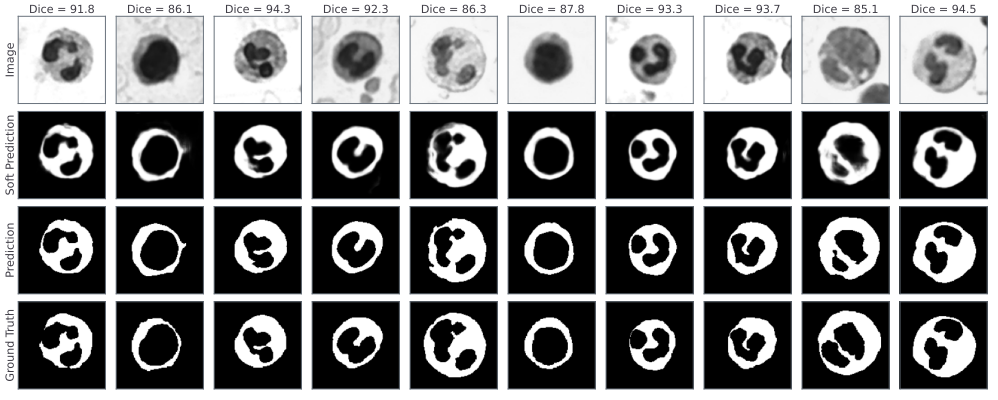 Dice = 91.8 Dice = 86.1 Dice = 94.3 Dice = 92.3 Dice = 86.3 Dice = 87.8 Dice = 93.3 Dice = 93.7 Dice = 85.1 Dice = 94.5
Image
Soft Prediction
Prediction
Ground Truth